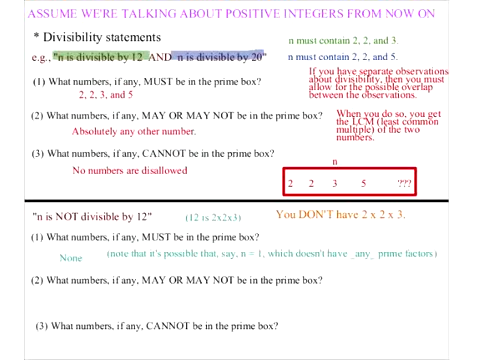 ASSUME WE'RE TALKING ABOUT POSITIVE INTEGERS FROM NOW ON
* Divisibility statements
n must contain 2, 2, and 3.
e.g., "n is divisible by 12 AND n is divisible by 20"
n must contain 2, 2, and 5.
(1) What numbers, if any, MUST be in the prime box?
2, 2, 3, and 5
If you have separate observations
about divisibility, then you must
allow for the possible overlap
between the observations.
(2) What numbers, if any, MAY OR MAY NOT be in the prime box?
Absolutely any other number.
When you do so, you get
the LCM (least common
multiple) of the two
numbers.
(3) What numbers, if any, CANNOT be in the prime box?
No numbers are disallowed
n
2 2 3 5 ???
"n is NOT divisible by 12"
(12 is 2x2x3)
You DON'T have 2 x 2 x 3.
(1) What numbers, if any, MUST be in the prime box?
None
(note that it's possible that, say, n = 1, which doesn't have _any_ prime factors)
(2) What numbers, if any, MAY OR MAY NOT be in the prime box?
(3) What numbers, if any, CANNOT be in the prime box?